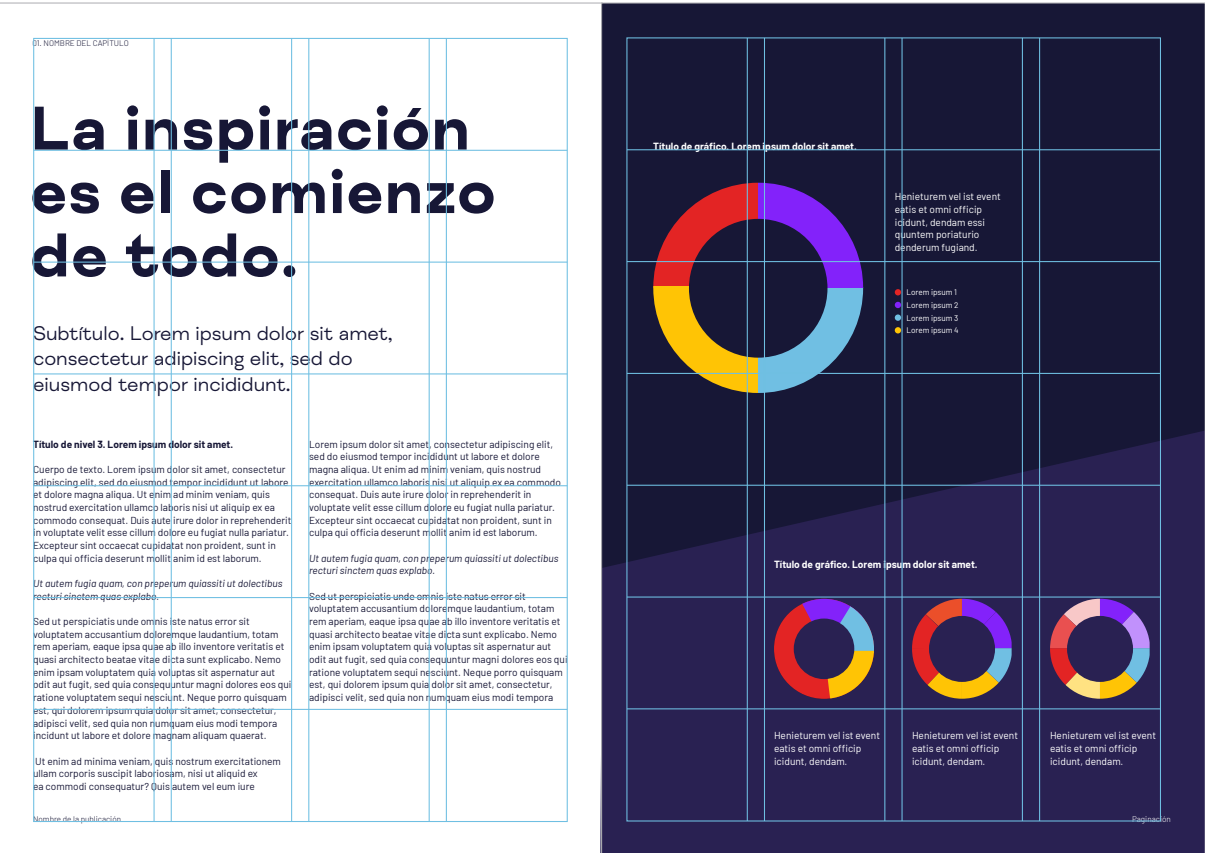 01. NOMBRE DEL CAPÍTULO
La inspiración
es el comienzo
de todo.
Subtítulo. Lorem ipsum dolor sit amet,
consectetur adipiscing elit, sed do
eiusmod tempor incididunt.
Título de nivel 3. Lorem ipsum dolor sit amet.
Cuerpo de texto. Lorem ipsum dolor sit amet, consectetur
adipiscing elit, sed do eiusmod tempor incididunt ut labore
et dolore magna aliqua. Ut enim ad minim veniam, quis
nostrud exercitation ullamco laboris nisi ut aliquip ex ea
commodo consequat. Duis aute irure dolor in reprehenderit
in voluptate velit esse cillum dolore eu fugiat nulla pariatur.
Excepteur sint occaecat cupidatat non proident, sunt in
culpa qui officia deserunt mollit anim id est laborum.
Ut autem fugia quam, con preperum quiassiti ut dolectibus
recturi sinctem quas explabo.
Sed ut perspiciatis unde omnis iste natus error sit
voluptatem accusantium doloremque laudantium, totam
rem aperiam, eaque ipsa quae ab illo inventore veritatis et
quasi architecto beatae vitae dicta sunt explicabo. Nemo
enim ipsam voluptatem quia voluptas sit aspernatur aut
odit aut fugit, sed quia consequuntur magni dolores eos qui
ratione voluptatem sequi nesciunt. Neque porro quisquam
est, qui dolorem ipsum quia dolor sit amet, consectetur,
adipisci velit, sed quia non numquam eius modi tempora
incidunt ut labore et dolore magnam aliquam quaerat.
Ut enim ad minima veniam, quis nostrum exercitationem
ullam corporis suscipit laboriosam, nisi ut aliquid ex
ea commodi consequatur? Quis autem vel eum iure
Lorem ipsum dolor sit amet, consectetur adipiscing elit,
sed do eiusmod tempor incididunt ut labore et dolore
magna aliqua. Ut enim ad minim veniam, quis nostrud
exercitation ullamco laboris nisi ut aliquip ex ea commodo
consequat. Duis aute irure dolor in reprehenderit in
voluptate velit esse cillum dolore eu fugiat nulla pariatur.
Excepteur sint occaecat cupidatat non proident, sunt in
culpa qui officia deserunt mollit anim id est laborum.
Ut autem fugia quam, con preperum quiassiti ut dolectibus
recturi sinctem quas explabo.
Sed ut perspiciatis unde omnis iste natus error sit
voluptatem accusantium doloremque laudantium, totam
rem aperiam, eaque ipsa quae ab illo inventore veritatis et
quasi architecto beatae vitae dicta sunt explicabo. Nemo
enim ipsam voluptatem quia voluptas sit aspernatur aut
odit aut fugit, sed quia consequuntur magni dolores eos qui
ratione voluptatem sequi nesciunt. Neque porro quisquam
est, qui dolorem ipsum quia dolor sit amet, consectetur,
adipisci velit, sed quia non numquam eius modi tempora
Nombre de la publicación
Título de gráfico. Lorem ipsum dolor sit amet.
Henieturem vel ist event
eatis et omni officip
icidunt, dendam essi
quuntem poriaturio
denderum fugiand.
Lorem ipsum 1
Lorem ipsum 2
Lorem ipsum 3
Lorem ipsum 4
Título de gráfico. Lorem ipsum dolor sit amet.
Henieturem vel ist event
eatis et omni officip
icidunt, dendam.
Henieturem vel ist event
eatis et omni officip
icidunt, dendam.
Henieturem vel ist event
eatis et omni officip
icidunt, dendam.
Paginación